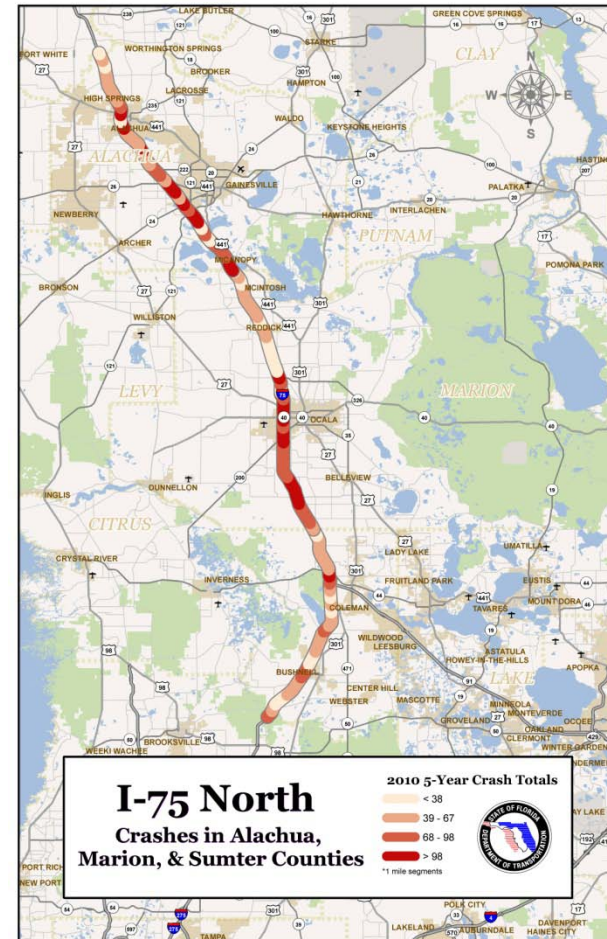 LAKE BUTLER
GREEN COVE SPRINGS
STARKE
CLAY
FORT WHITE
WORTHINGTON SPRINGS
BROOKER
HAMPTON
N
W
E
S
LACROSSE
HIGH SPRINGS
WALDO
KEYSTONE HEIGHTS
ALACHUA
ALACHUA
HASTIN
GAINESVILLE
PALATKA
NEWBERRY
HAWTHORNE
INTERLACHEN
PUTNAM
ARCHER
MICANOPY
POMONA PARK
BRONSON
MCINTOSH
WILLISTON
REDDICK
LEVY
MARION
75
OCALA
BELLEVIEW
INGLIS
DUNNELLON
CITRUS
LADY LAKE
UMATILLA
CRYSTAL RIVER
INVERNESS
FRUITLAND PARK
EUSTIS
TAVARES
MOUNT DORA
COLEMAN
WILDWOOD
LEESBURG
ASTATULA
HOWEY-IN-THE-HILLS
LAKE
APOPKA
BUSHNELL
CENTER HILL
WEBSTER
MASCOTTE
MINNEOLA
MONTEVERDE
GROVELAND
OCOEE
OAKLAND
CLERMONT
WINTER GARDE
BROOKSVILLE
WEEKI WACHEE
I-75 North
Crashes in Alachua,
Marion, & Sumter Counties
2010 5-Year Crash Totals
< 38
39 - 67
68 - 98
> 98
*1 mile segments
STATE OF FLORIDA
DEPARTMENT OF TRANSPORTATION
PORT RIC
NEW PORT
TAMPA
POLK CITY
LAKELAND
AUBURNDALE
DAVENPORT
HAINES CITY